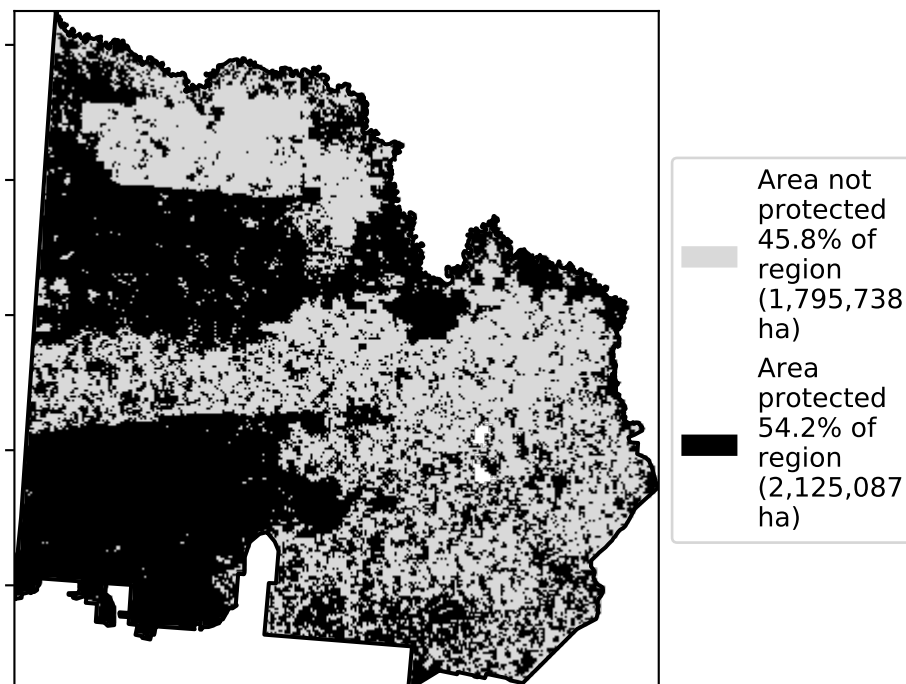 Area not
protected
45.8% of
region
(1,795,738
ha)
Area
protected
54.2% of
region
(2,125,087
ha)